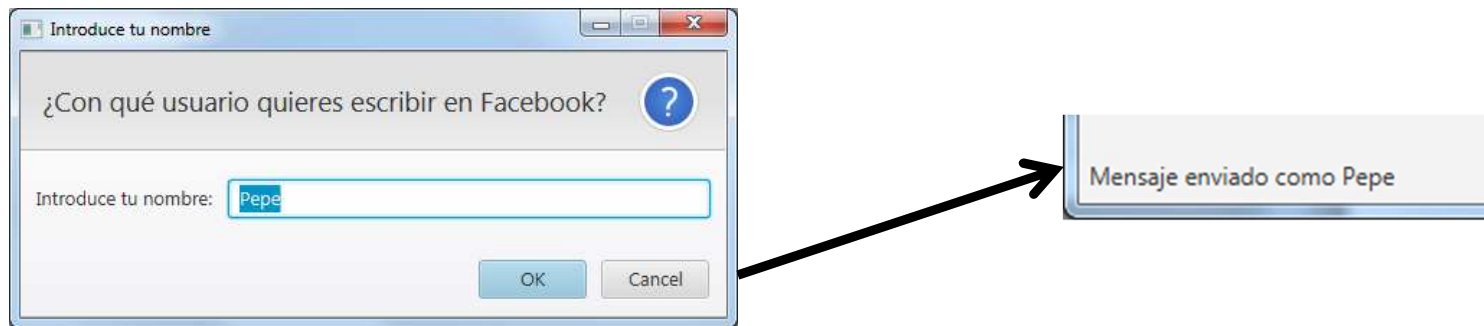 Introduce tu nombre
¿Con qué usuario quieres escribir en Facebook?
?
Introduce tu nombre: Pepe
OK Cancel
Mensaje enviado como Pepe